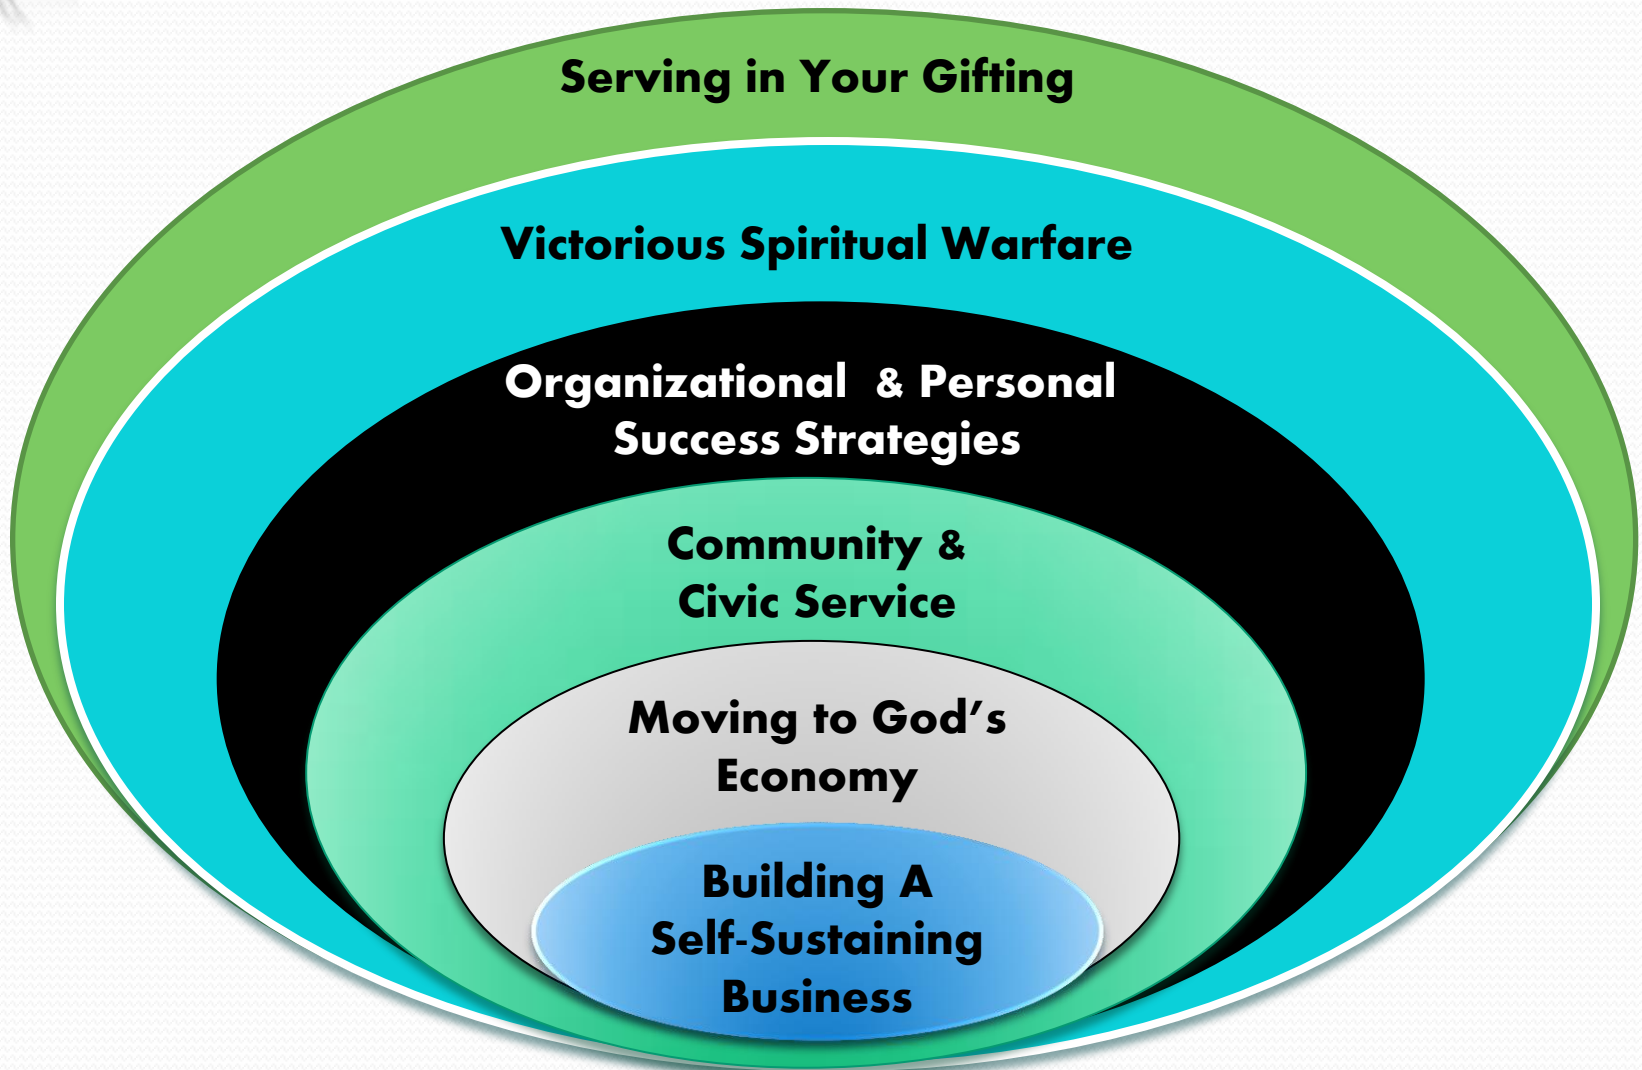 Serving in Your Gifting
Victorious Spiritual Warfare
Organizational  & Personal
Success Strategies
Community &
Civic Service
Moving to God’s
Economy
Building A
Self-Sustaining
Business